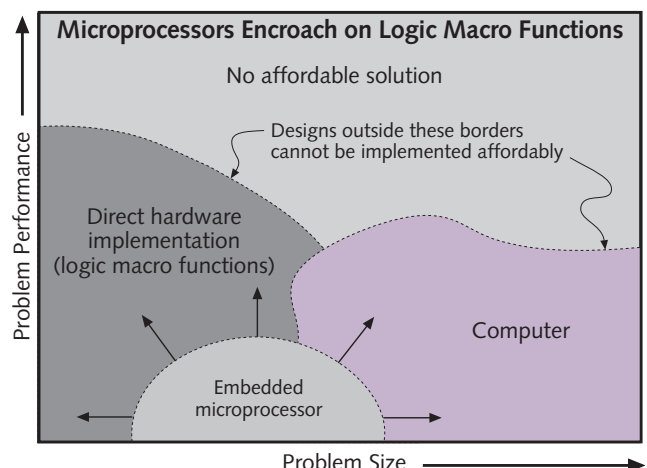 Microprocessors Encroach on Logic Macro Functions
No affordable solution
Designs outside these borders
cannot be implemented affordably
Direct hardware
implementation
(logic macro functions)
Computer
Embedded
microprocessor
Problem Performance
Problem Size